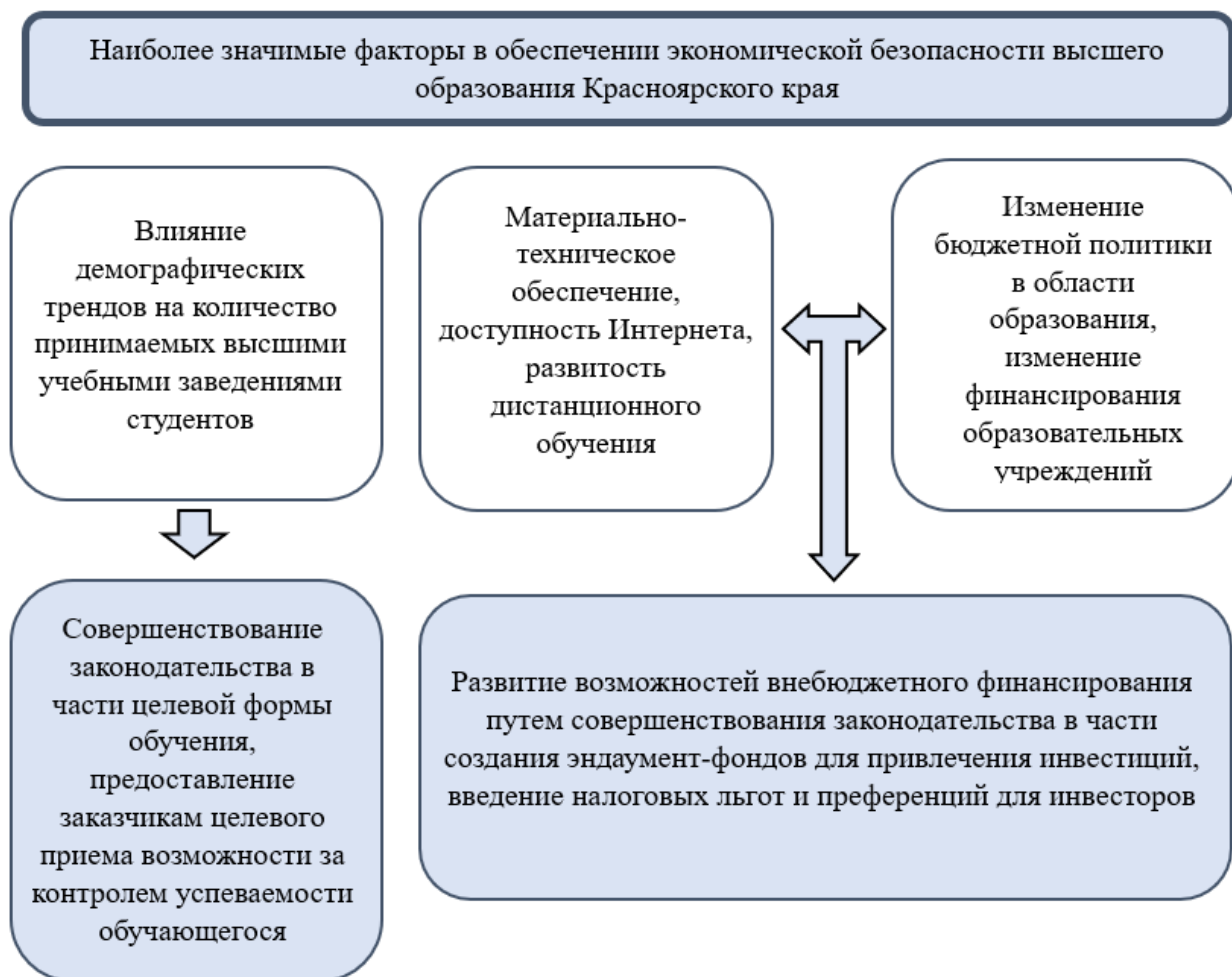 Наиболее значимые факторы в обеспечении экономической безопасности высшего
образования Красноярского края
Влияние
демографических
трендов на количество
принимаемых высшими
учебными заведениями
студентов
Материально-
техническое
обеспечение,
доступность Интернета,
развитость
дистанционного
обучения
Изменение
бюджетной политики
в области
образования,
изменение
финансирования
образовательных
учреждений
Совершенствование
законодательства в
части целевой формы
обучения,
предоставление
заказчикам целевого
приема возможности за
контролем успеваемости
обучающегося
Развитие возможностей внебюджетного финансирования
путем совершенствования законодательства в части
создания эндаумент-фондов для привлечения инвестиций,
введение налоговых льгот и преференций для инвесторов